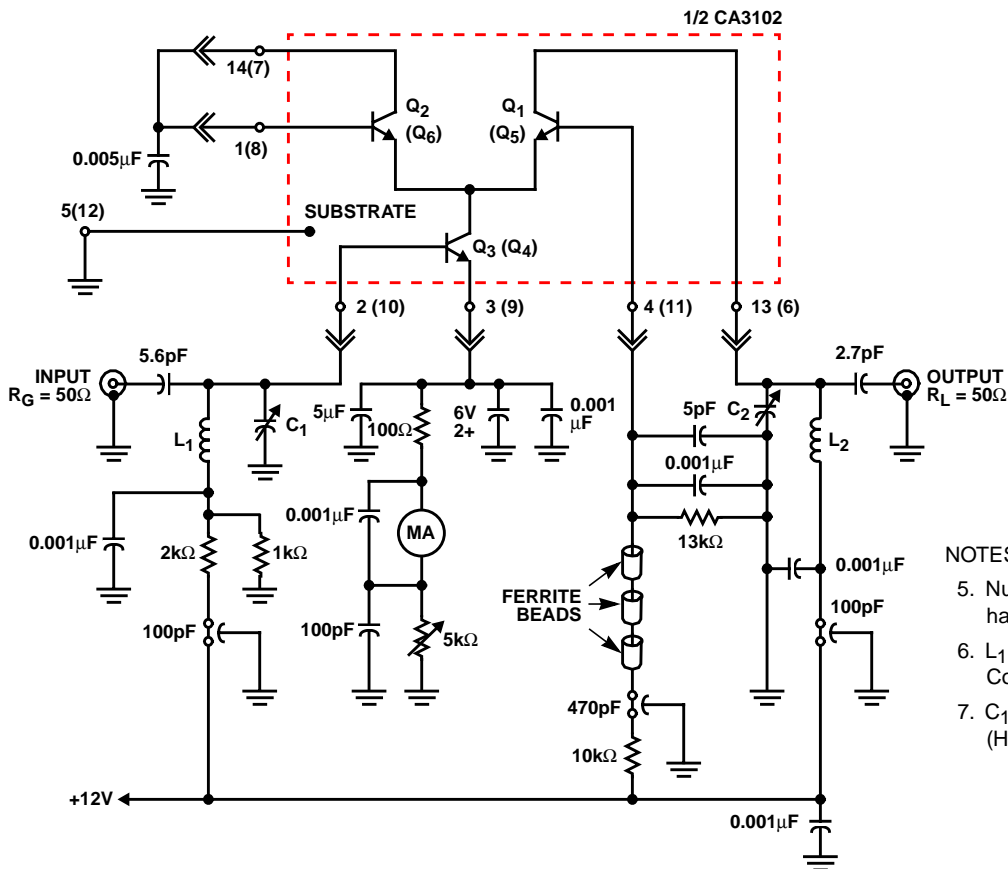 1/2 CA3102
14(7)
Q2
(Q6)
Q1
(Q5)
1(8)
0.005μF
5(12)
SUBSTRATE
Q3 (Q4)
2 (10)
3 (9)
4 (11)
13 (6)
5.6pF
2.7pF
INPUT
RG = 50Ω
OUTPUT
RL = 50Ω
C1
L1
5μF
100Ω
6V
2+
0.001
μF
5pF
C2
L2
0.001μF
0.001μF
0.001μF
2kΩ
1kΩ
MA
13kΩ
0.001μF
FERRITE
BEADS
100pF
100pF
5kΩ
100pF
470pF
10kΩ
+12V
0.001μF
NOTES
5. Nu
ha
6. L1
Co
7. C1
(H